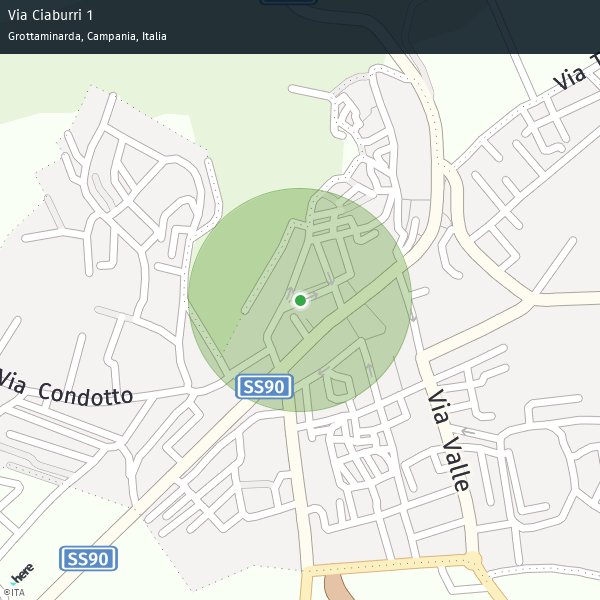 Via Ciaburri 1
Grottaminarda, Campania, Italia
Via
Via Condotto
SS90
Via Valle
SS90
here
©ITA